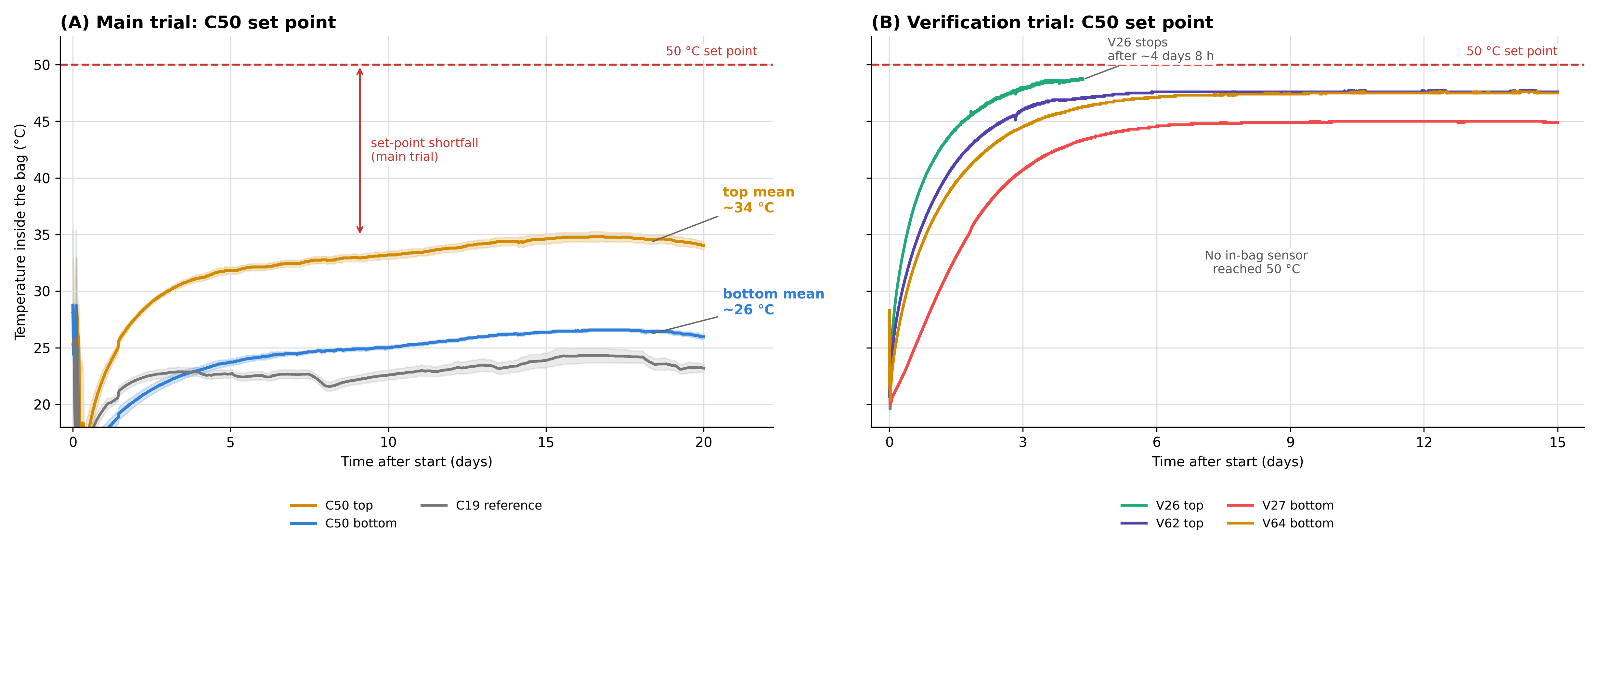 (A) Main trial: C50 set point
50 °C set point
50
45
40
35
30
25
20
Temperature inside the bag (°C)
set-point shortfall
(main trial)
top mean
~34 °C
bottom mean
~26 °C
0
5
10
15
20
Time after start (days)
C50 top
C50 bottom
C19 reference
(B) Verification trial: C50 set point
V26 stops
after ~4 days 8 h
50 °C set point
No in-bag sensor
reached 50 °C
0
3
6
9
12
15
Time after start (days)
V26 top
V62 top
V27 bottom
V64 bottom